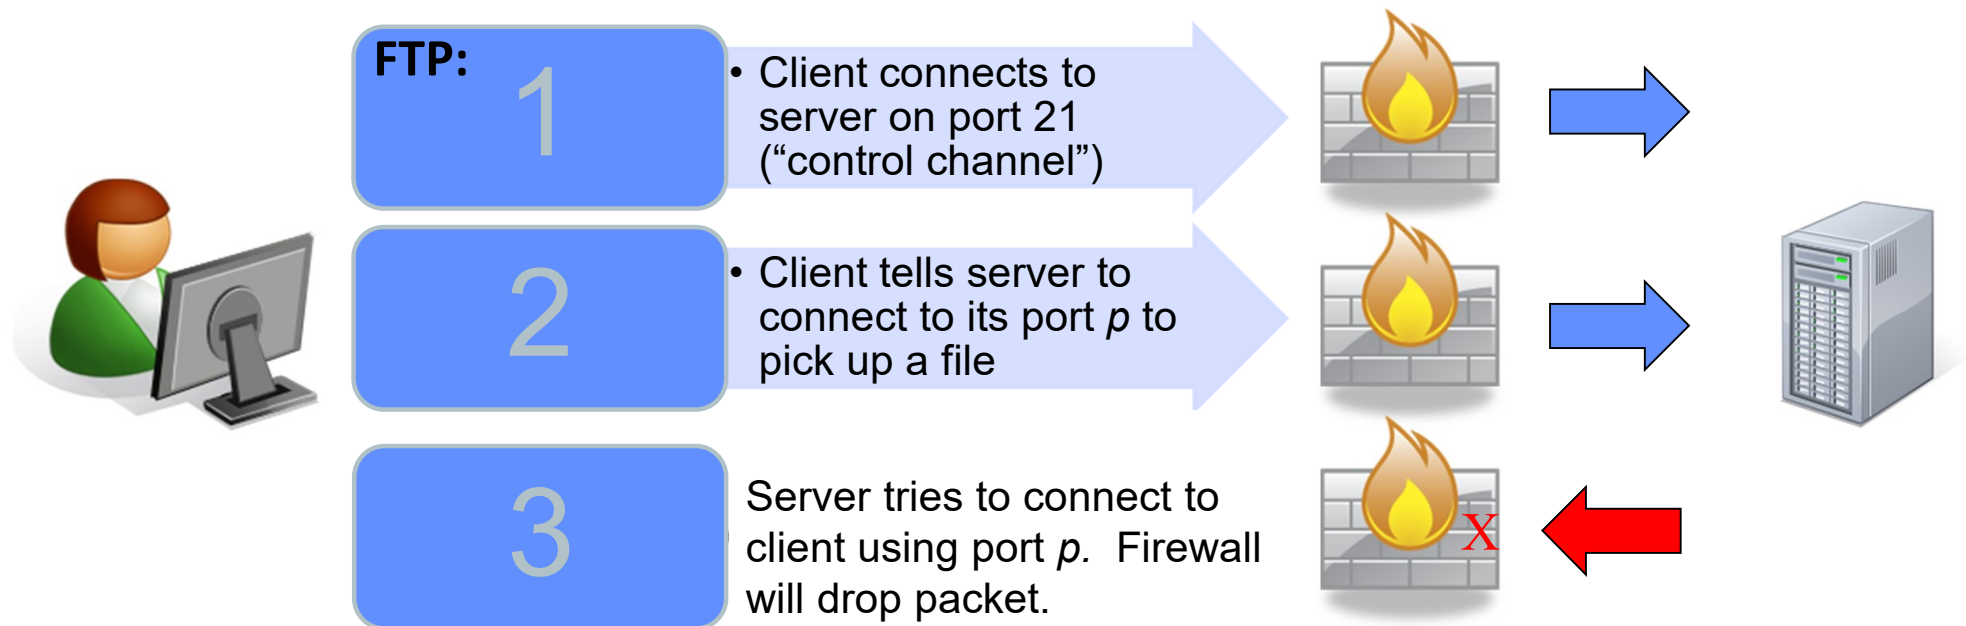 FTP:
1
• Client connects to
server on port 21
(“control channel”)
2
• Client tells server to
connect to its port p to
pick up a file
3
Server tries to connect to
client using port p.  Firewall
will drop packet.
X